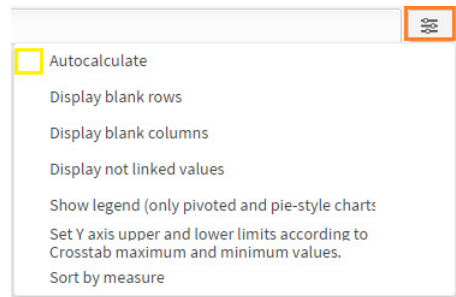 Autocalculate
Display blank rows
Display blank columns
Display not linked values
Show legend (only pivoted and pie-style charts
Set Y axis upper and lower limits according to
Crosstab maximum and minimum values.
Sort by measure